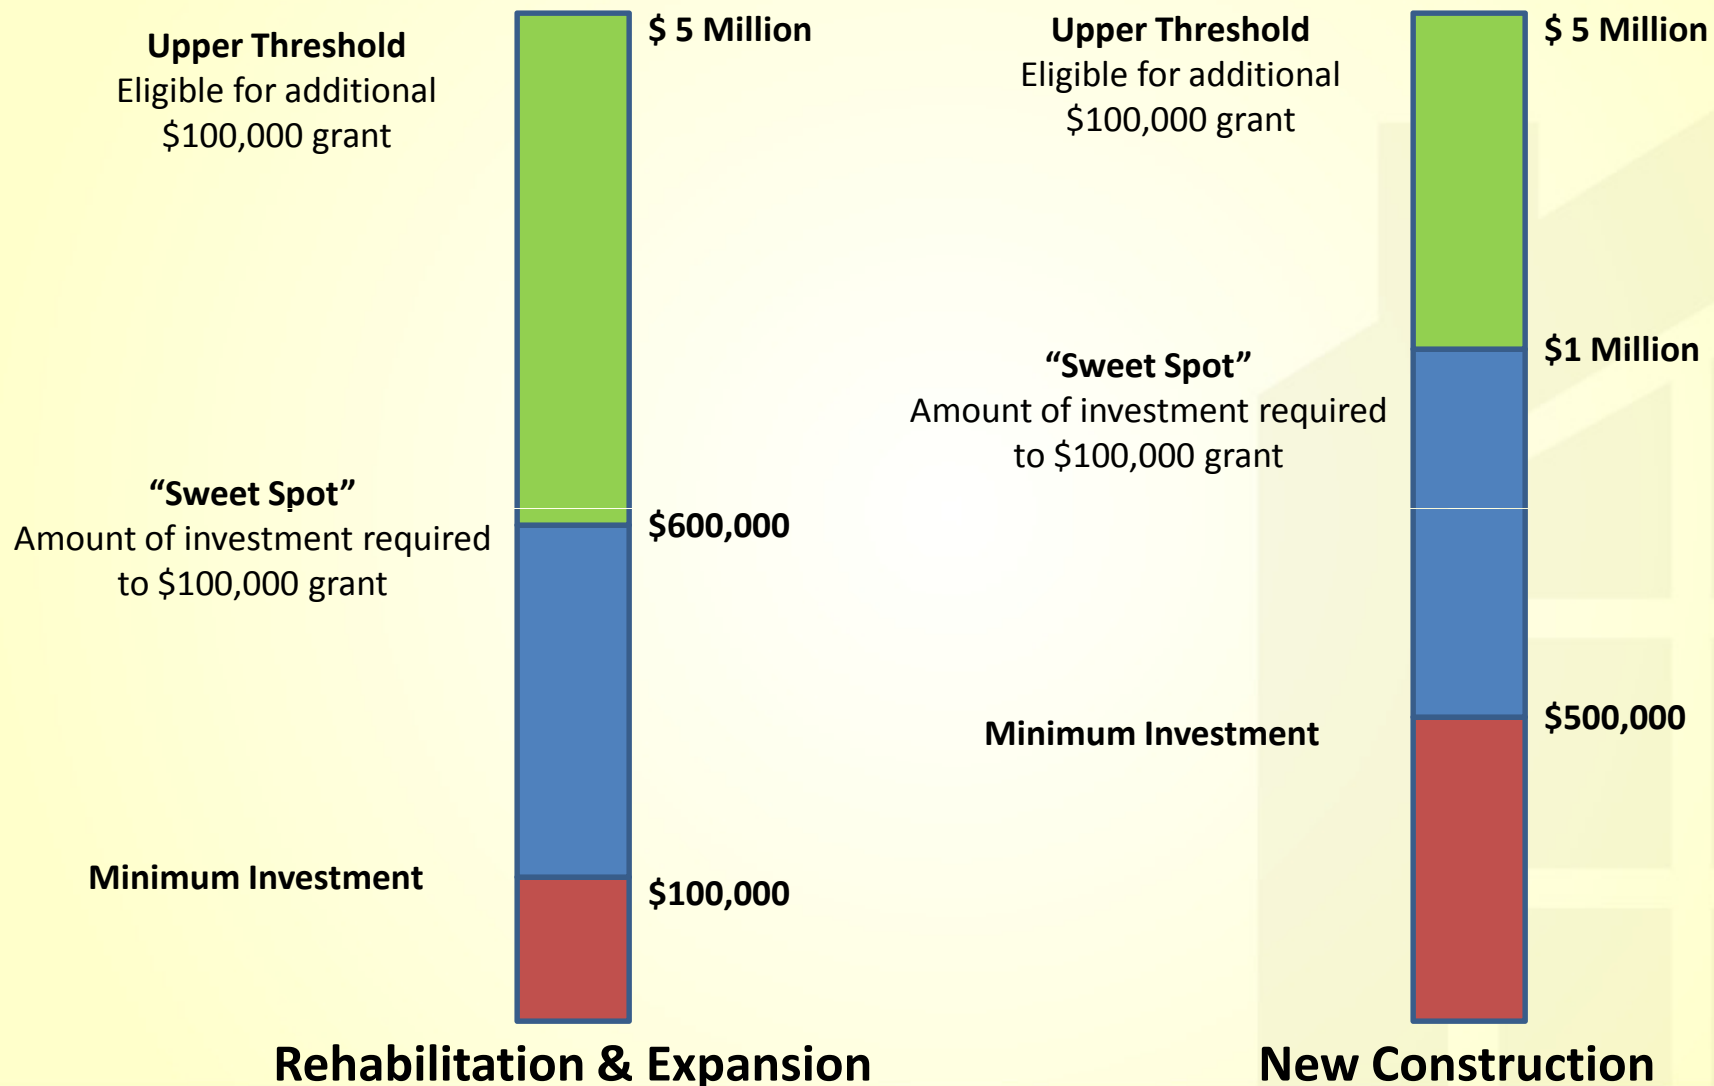 Upper Threshold
Eligible for additional
$100,000 grant
$ 5 Million
“Sweet Spot”
Amount of investment required
to $100,000 grant
$600,000
Minimum Investment
$100,000
Rehabilitation & Expansion
Upper Threshold
Eligible for additional
$100,000 grant
$ 5 Million
“Sweet Spot”
Amount of investment required
to $100,000 grant
$1 Million
Minimum Investment
$500,000
New Construction